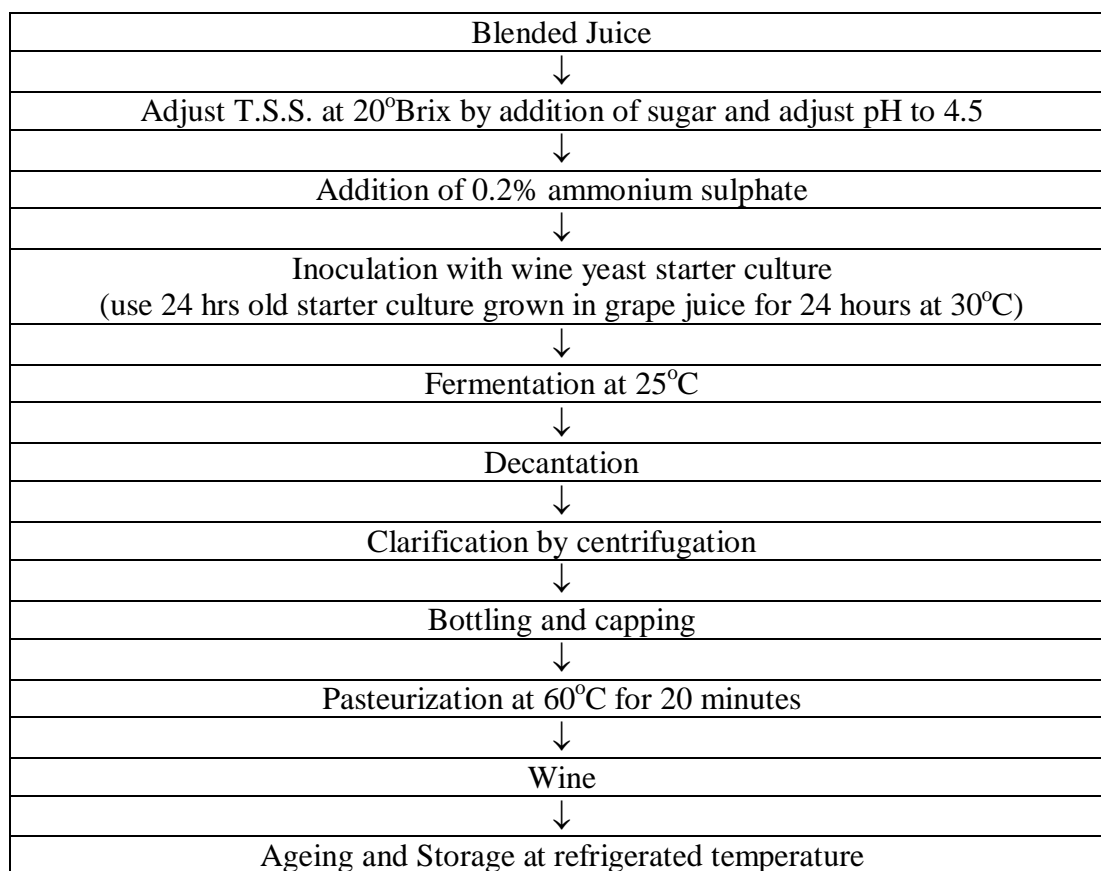 Blended Juice
↓
Adjust T.S.S. at 20°Brix by addition of sugar and adjust pH to 4.5
↓
Addition of 0.2% ammonium sulphate
↓
Inoculation with wine yeast starter culture
(use 24 hrs old starter culture grown in grape juice for 24 hours at 30°C)
↓
Fermentation at 25°C
↓
Decantation
↓
Clarification by centrifugation
↓
Bottling and capping
↓
Pasteurization at 60°C for 20 minutes
↓
Wine
↓
Ageing and Storage at refrigerated temperature